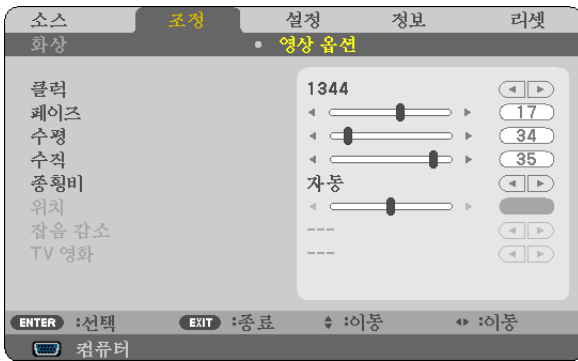 소스 조정 설정 정보 리셋
화상 • 영상 옵션
클럭 1344
페이즈 17
수평 34
수직 35
종횡비 자동
위치
잡음 감소 ---
TV 영화 ---
ENTER :선택 EXIT :종료 :이동 :이동
컴퓨터